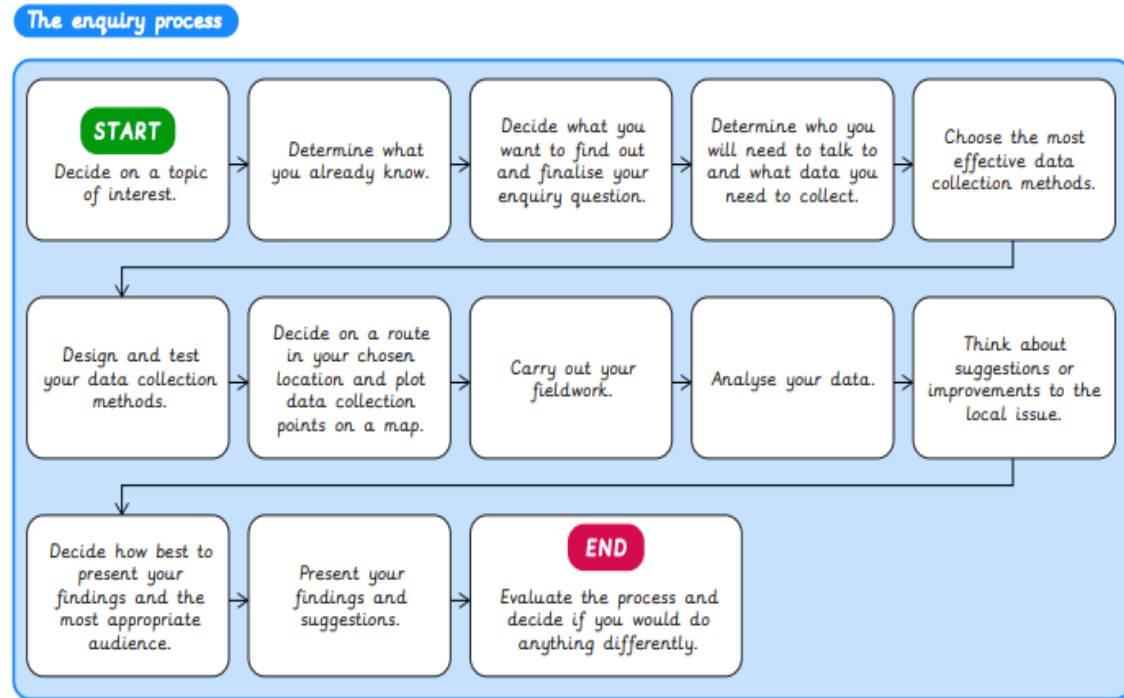 The enquiry process
START
Decide on a topic
of interest.
Determine what
you already know.
Decide what you
want to find out
and finalise your
enquiry question.
Determine who you
will need to talk to
and what data you
need to collect.
Choose the most
effective data
collection methods.
Design and test
your data collection
methods.
Decide on a route
in your chosen
location and plot
data collection
points on a map.
Carry out your
fieldwork.
Analyse your data.
Think about
suggestions or
improvements to the
local issue.
Decide how best to
present your
findings and the
most appropriate
audience.
Present your
findings and
suggestions.
END
Evaluate the process and
decide if you would do
anything differently.